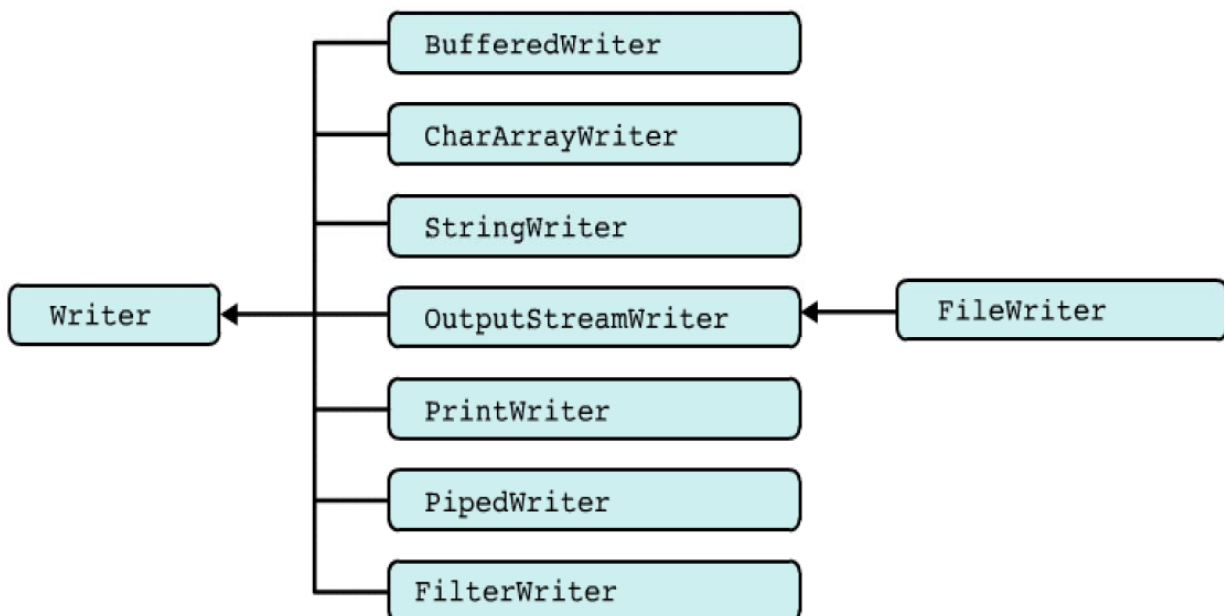 BufferedWriter
CharArrayWriter
StringWriter
Writer
OutputStreamWriter
FileWriter
PrintWriter
PipedWriter
FilterWriter